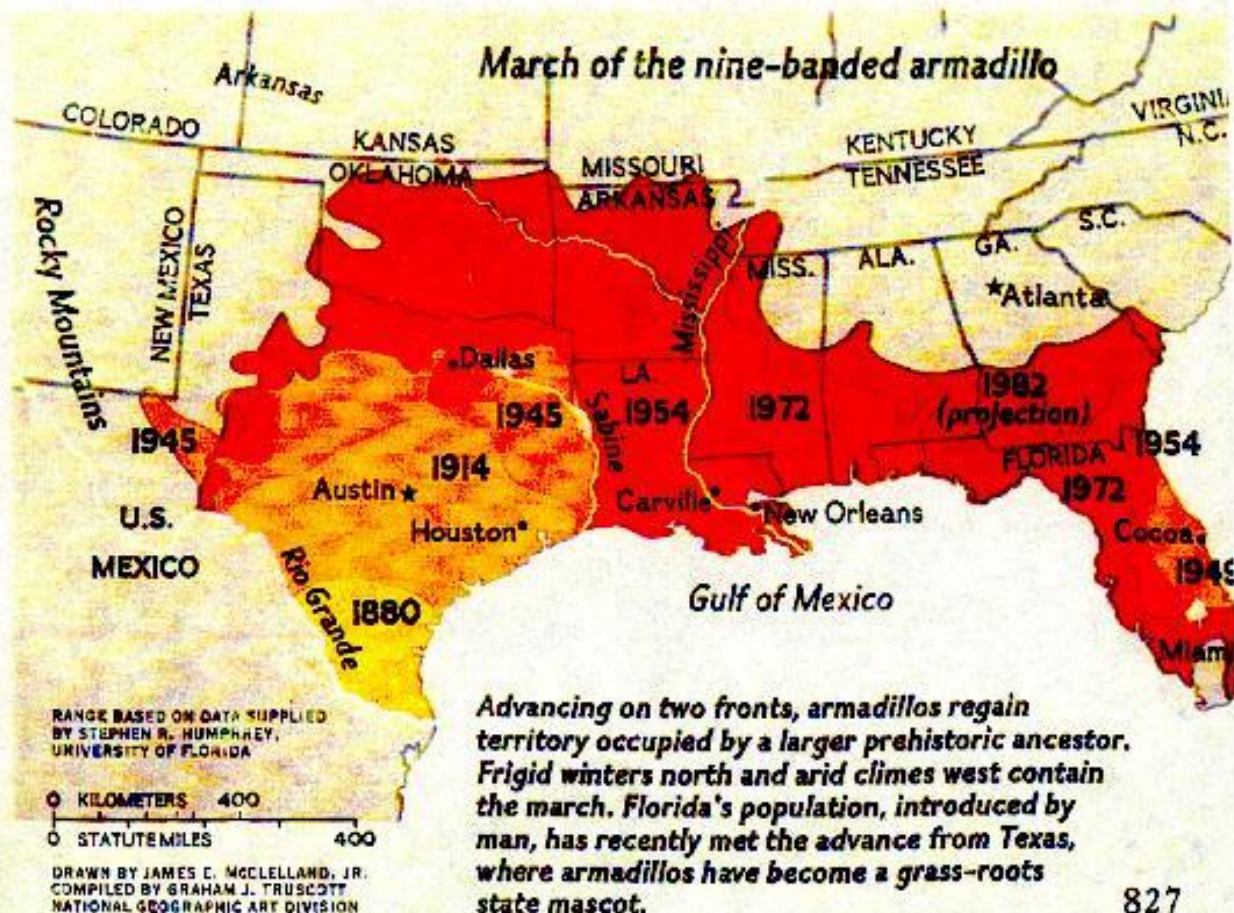 March of the nine-banded armadillo
Arkansas
COLORADO
KANSAS
OKLAHOMA
MISSOURI
ARKANSAS
KENTUCKY
TENNESSEE
N.C.
Rocky Mountains
NEW MEXICO
TEXAS
Mississippi
MISS.
ALA.
GA.
S.C.
Atlanta
Dallas
LA
1945
1945
Sabine
1954
1972
1982
(projection)
1954
1914
FLORIDA
1972
Austin
Houston
Carville
New Orleans
Cocoa
U.S.
MEXICO
Rio Grande
1880
Gulf of Mexico
1949
Miami
RANGE BASED ON DATA SUPPLIED
BY STEPHEN R. HUMPHREY,
UNIVERSITY OF FLORIDA
0 KILOMETERS 400
0 STATUTE MILES 400
DRAWN BY JAMES E. McCLELLAND, JR.
COMPILED BY GRAHAM J. TRUSCOTT
NATIONAL GEOGRAPHIC ART DIVISION
Advancing on two fronts, armadillos regain
territory occupied by a larger prehistoric ancestor.
Frigid winters north and arid climes west contain
the march. Florida's population, introduced by
man, has recently met the advance from Texas,
where armadillos have become a grass-roots
state mascot.
827